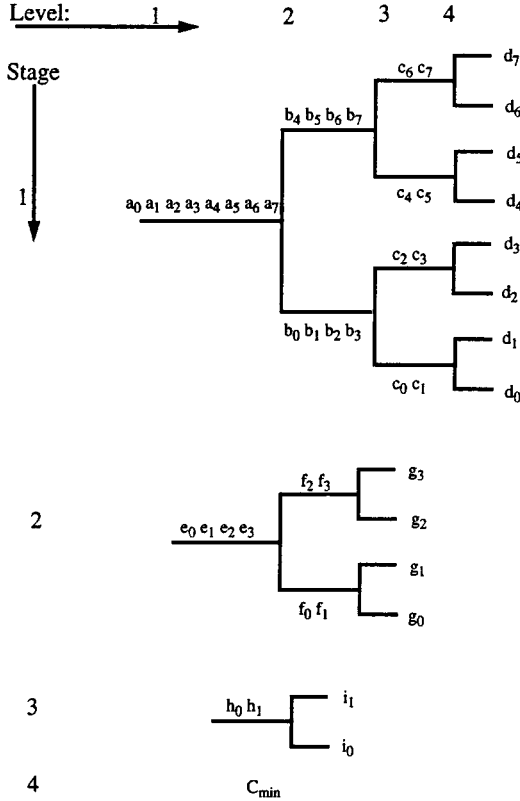 Level: 1 2 3 4
Stage
d7
c6 c7
d6
b4 b5 b6 b7
d5
c4 c5
d4
1
a0 a1 a2 a3 a4 a5 a6 a7
d3
c2 c3
d2
b0 b1 b2 b3
d1
c0 c1
d0
g3
f2 f3
2
g2
e0 e1 e2 e3
g1
f0 f1
g0
3
h0 h1
i1
i0
4
Cmin